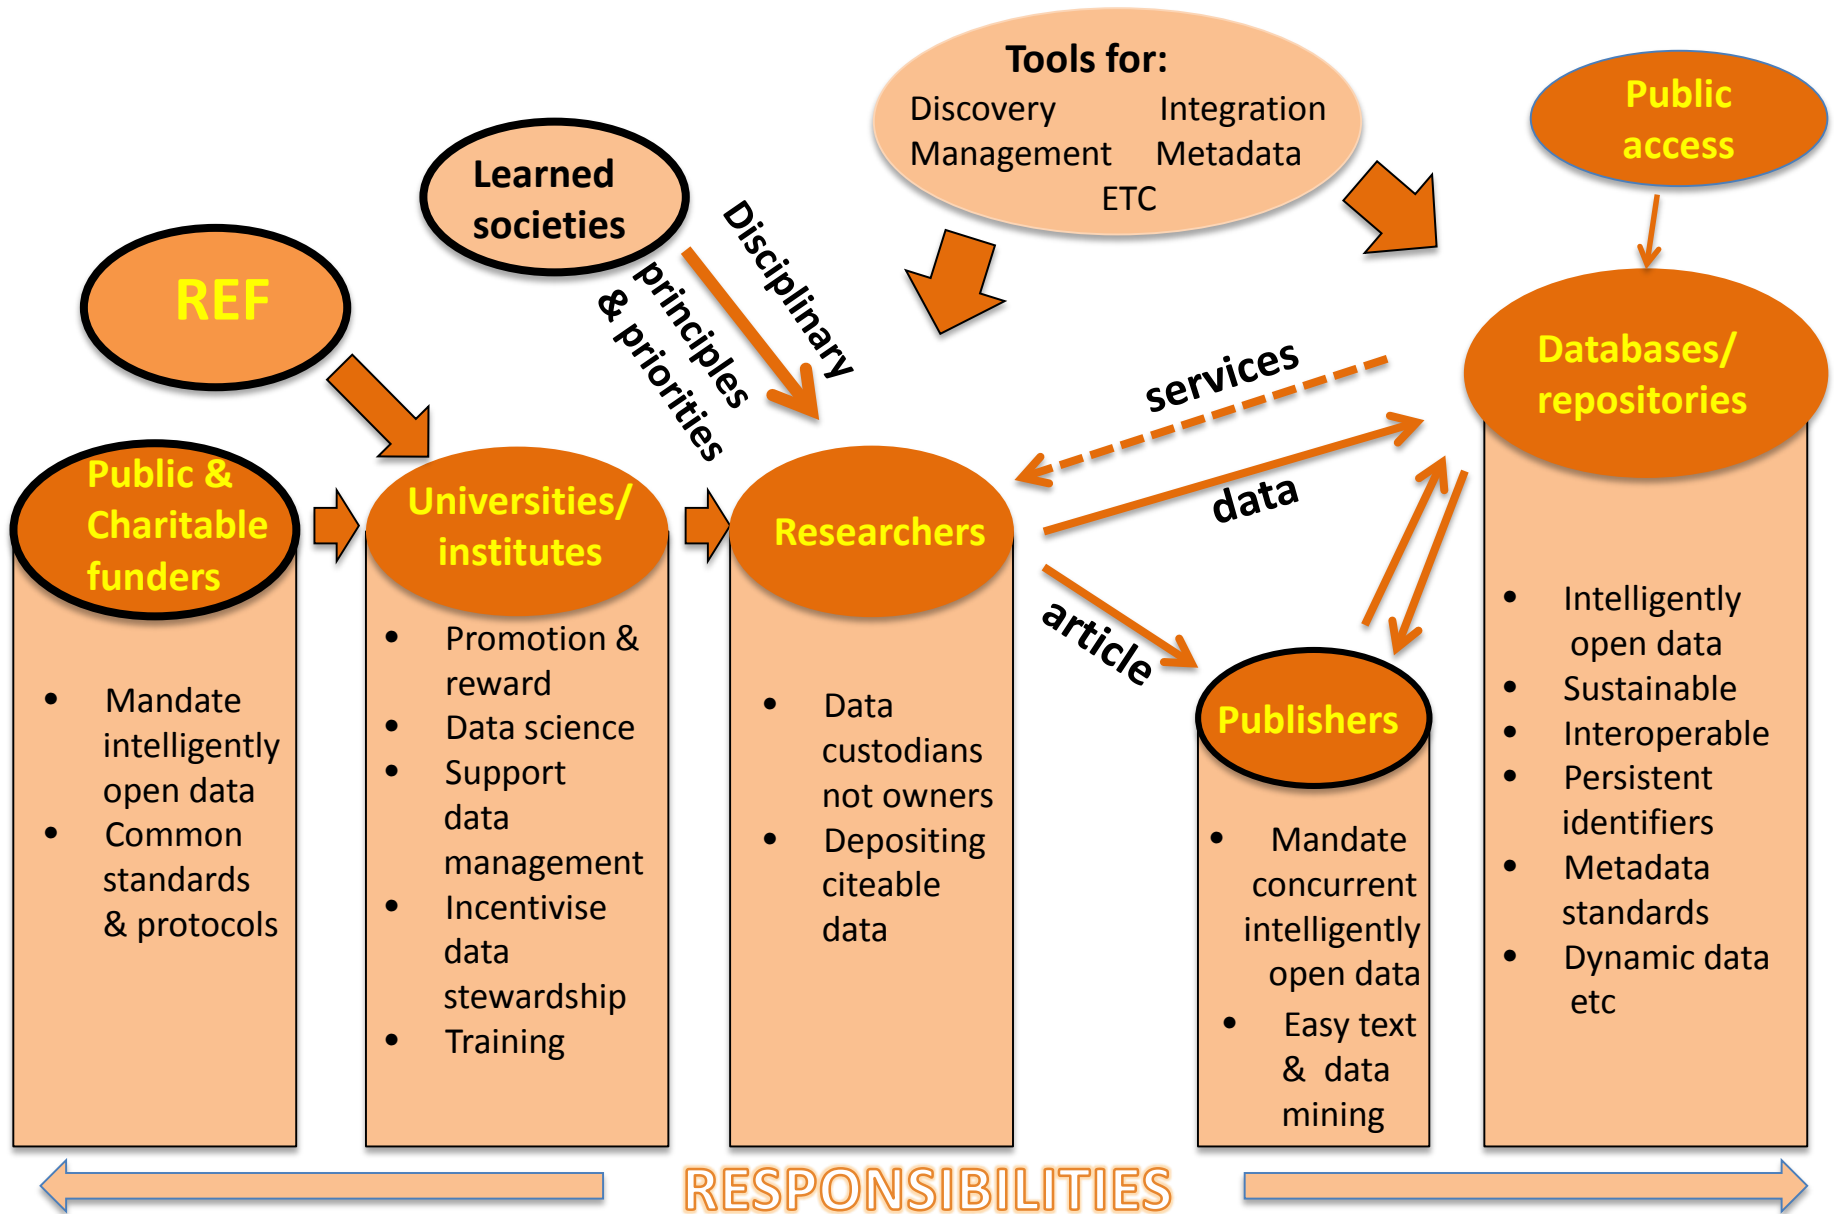 Tools for:
Discovery Integration
Management Metadata
ETC
Public
access
Learned
societies
Disciplinary
principles
& priorities
REF
services
data
article
Public &
Charitable
funders
Universities/
institutes
Researchers
Publishers
Databases/
repositories
• Mandate
intelligently
open data
• Common
standards
& protocols
• Promotion &
reward
• Data science
• Support
data
management
• Incentivise
data
stewardship
• Training
• Data
custodians
not owners
• Depositing
citeable
data
• Mandate
concurrent
intelligently
open data
• Easy text
& data
mining
• Intelligently
open data
• Sustainable
• Interoperable
• Persistent
identifiers
• Metadata
standards
• Dynamic data
etc
RESPONSIBILITIES